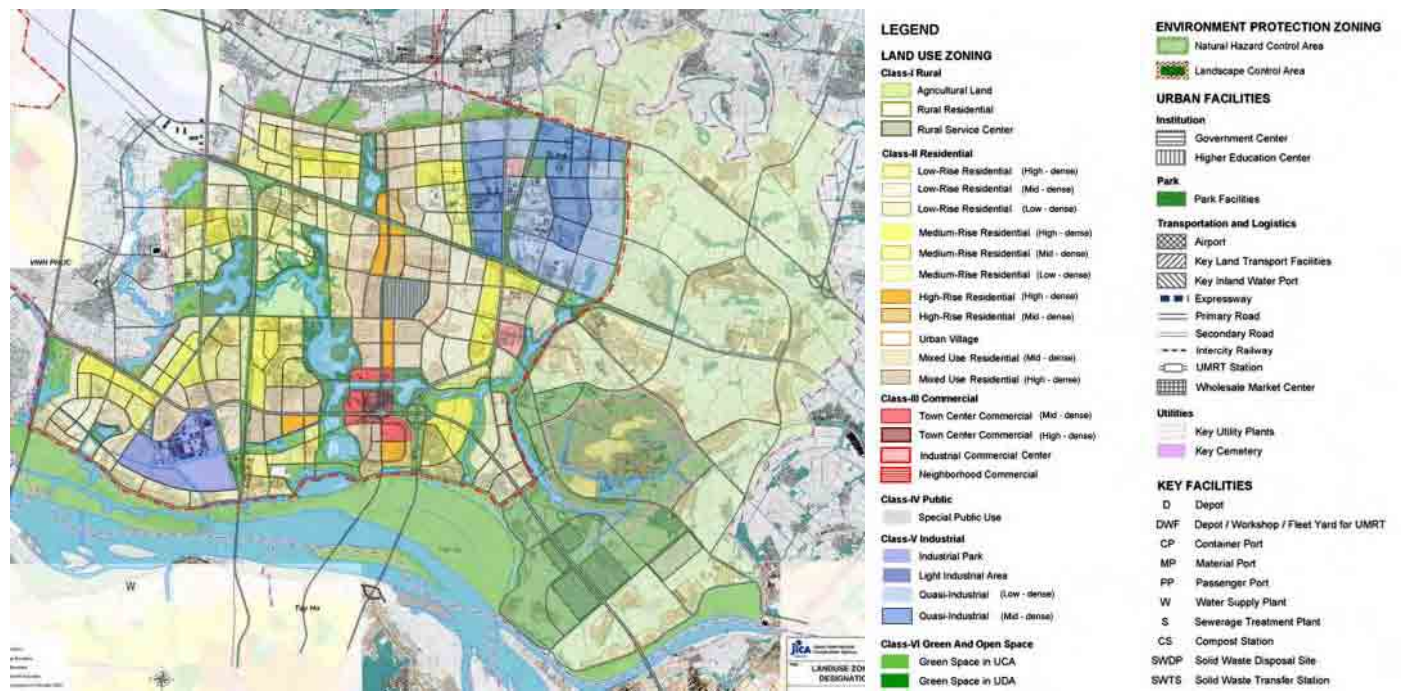 VINH PHUC
W
Tay Ho
JICA
LANDUSE ZON
DESIGNATIO
LEGEND
LAND USE ZONING
Class-I Rural
Agricultural Land
Rural Residential
Rural Service Center
Class-II Residential
Low-Rise Residential (High - dense)
Low-Rise Residential (Mid - dense)
Low-Rise Residential (Low - dense)
Medium-Rise Residential (High - dense)
Medium-Rise Residential (Mid - dense)
Medium-Rise Residential (Low - dense)
High-Rise Residential (High - dense)
High-Rise Residential (Mid - dense)
Urban Village
Mixed Use Residential (Mid - dense)
Mixed Use Residential (High - dense)
Class-III Commercial
Town Center Commercial (Mid - dense)
Town Center Commercial (High - dense)
Industrial Commercial Center
Neighborhood Commercial
Class-IV Public
Special Public Use
Class-V Industrial
Industrial Park
Light Industrial Area
Quasi-Industrial (Low - dense)
Quasi-Industrial (Mid - dense)
Class-VI Green And Open Space
Green Space in UCA
Green Space in UDA
ENVIRONMENT PROTECTION ZONING
Natural Hazard Control Area
Landscape Control Area
URBAN FACILITIES
Institution
Government Center
Higher Education Center
Park
Park Facilities
Transportation and Logistics
Airport
Key Land Transport Facilities
Key Inland Water Port
Expressway
Primary Road
Secondary Road
Intercity Railway
UMRT Station
Wholesale Market Center
Utilities
Key Utility Plants
Key Cemetery
KEY FACILITIES
D Depot
DWF Depot / Workshop / Fleet Yard for UMRT
CP Container Port
MP Material Port
PP Passenger Port
W Water Supply Plant
S Sewerage Treatment Plant
CS Compost Station
SWDP Solid Waste Disposal Site
SWTS Solid Waste Transfer Station